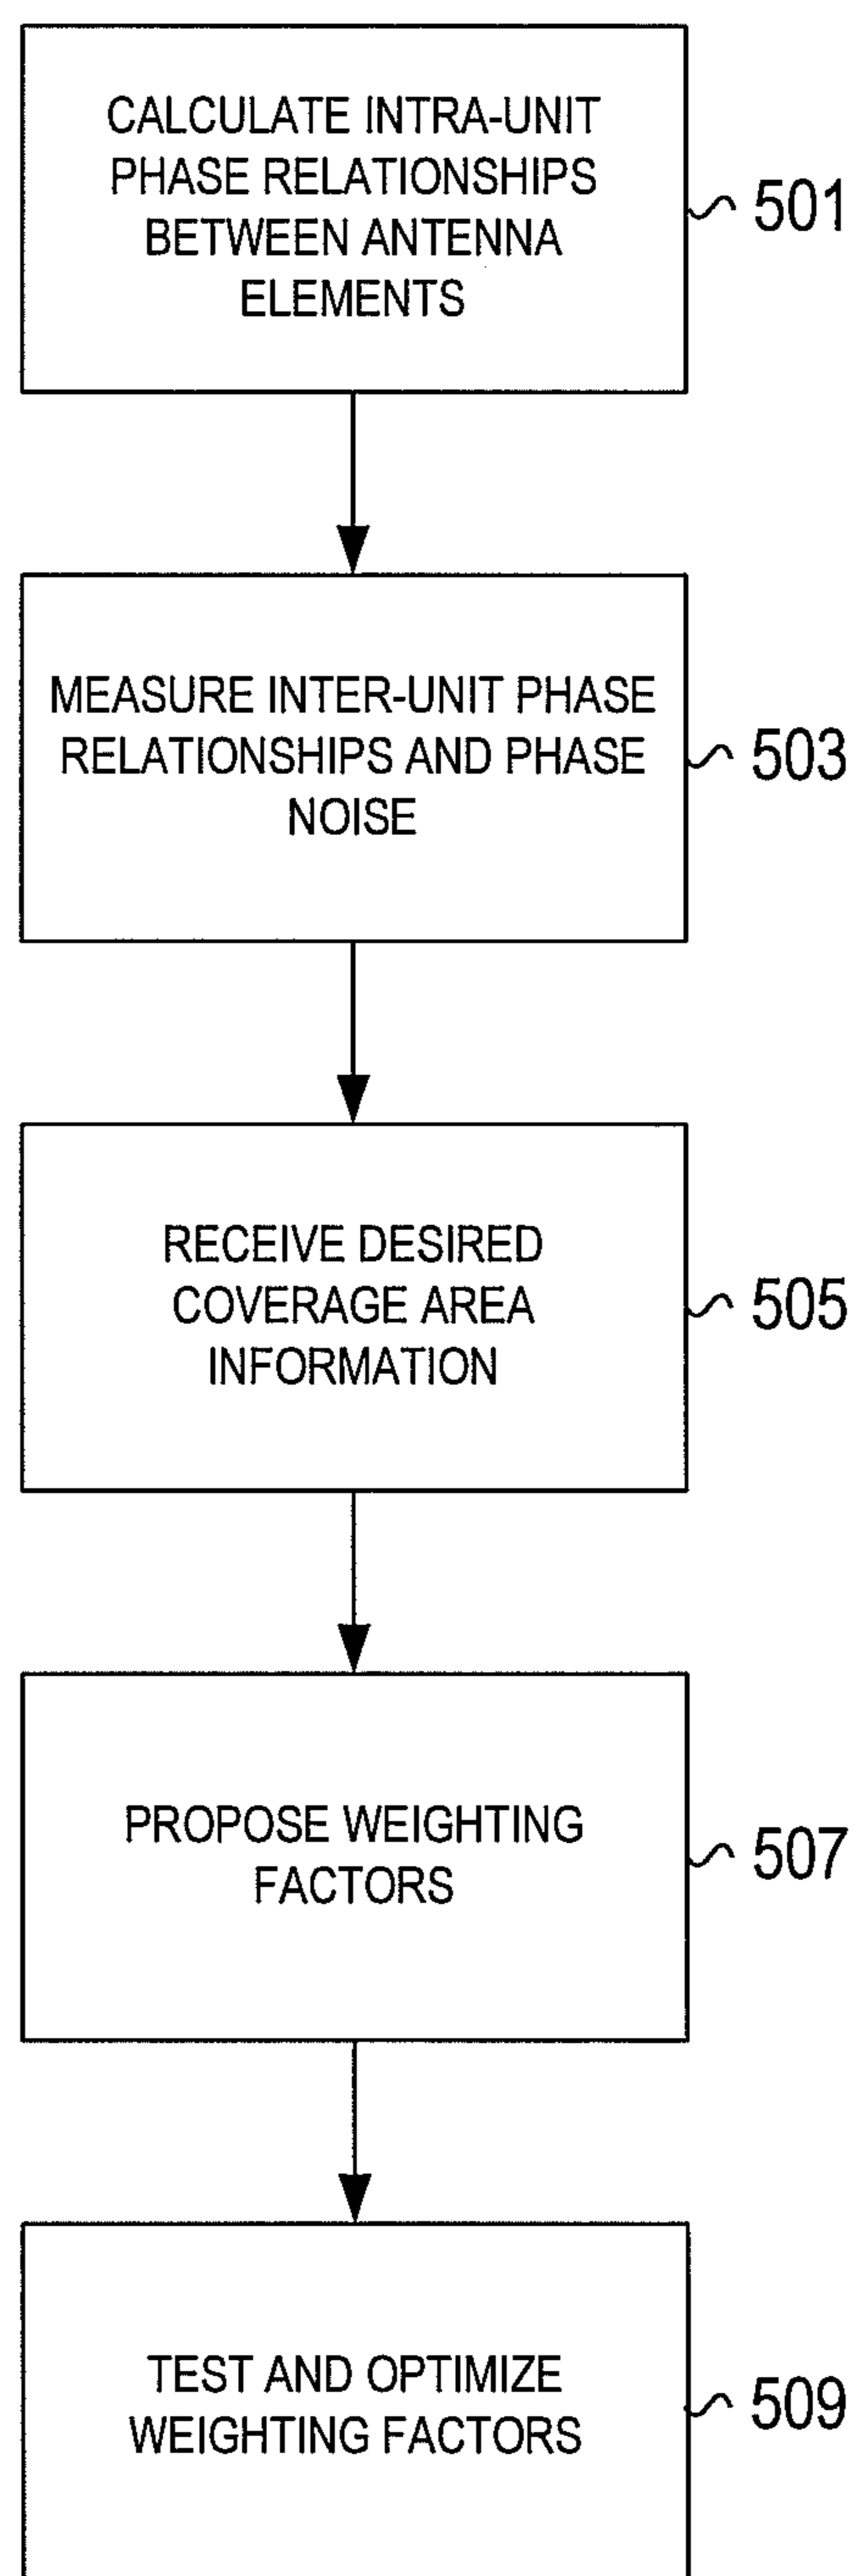 CALCULATE INTRA-UNIT
PHASE RELATIONSHIPS
BETWEEN ANTENNA
ELEMENTS
501
MEASURE INTER-UNIT PHASE
RELATIONSHIPS AND PHASE
NOISE
503
RECEIVE DESIRED
COVERAGE AREA
INFORMATION
505
PROPOSE WEIGHTING
FACTORS
507
TEST AND OPTIMIZE
WEIGHTING FACTORS
509